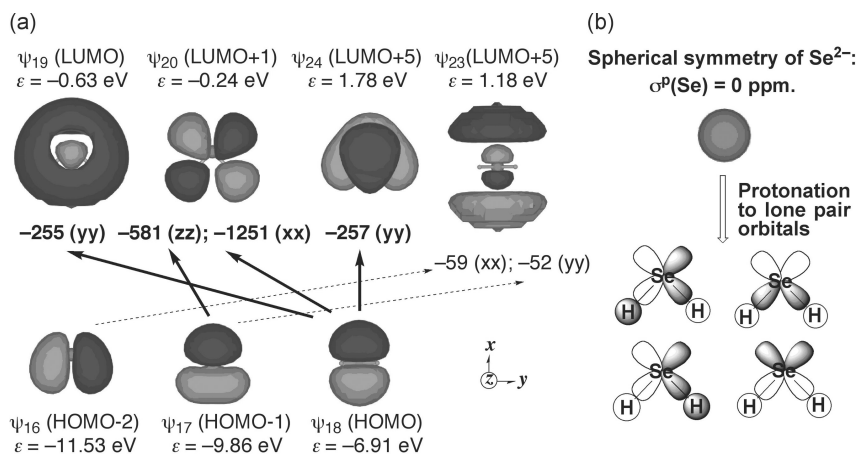 (a)
ψ19 (LUMO) ψ20 (LUMO+1) ψ24 (LUMO+5) ψ23(LUMO+5)
ε = –0.63 eV ε = –0.24 eV ε = 1.78 eV ε = 1.18 eV
–255 (yy) –581 (zz); –1251 (xx) –257 (yy)
–59 (xx); –52 (yy)
x
z y
ψ16 (HOMO-2) ψ17 (HOMO-1) ψ18 (HOMO)
ε = –11.53 eV ε = –9.86 eV ε = –6.91 eV
(b)
Spherical symmetry of Se2–:
σp(Se) = 0 ppm.
Protonation
to lone pair
orbitals
Se Se
H H H H
Se Se
H H H H